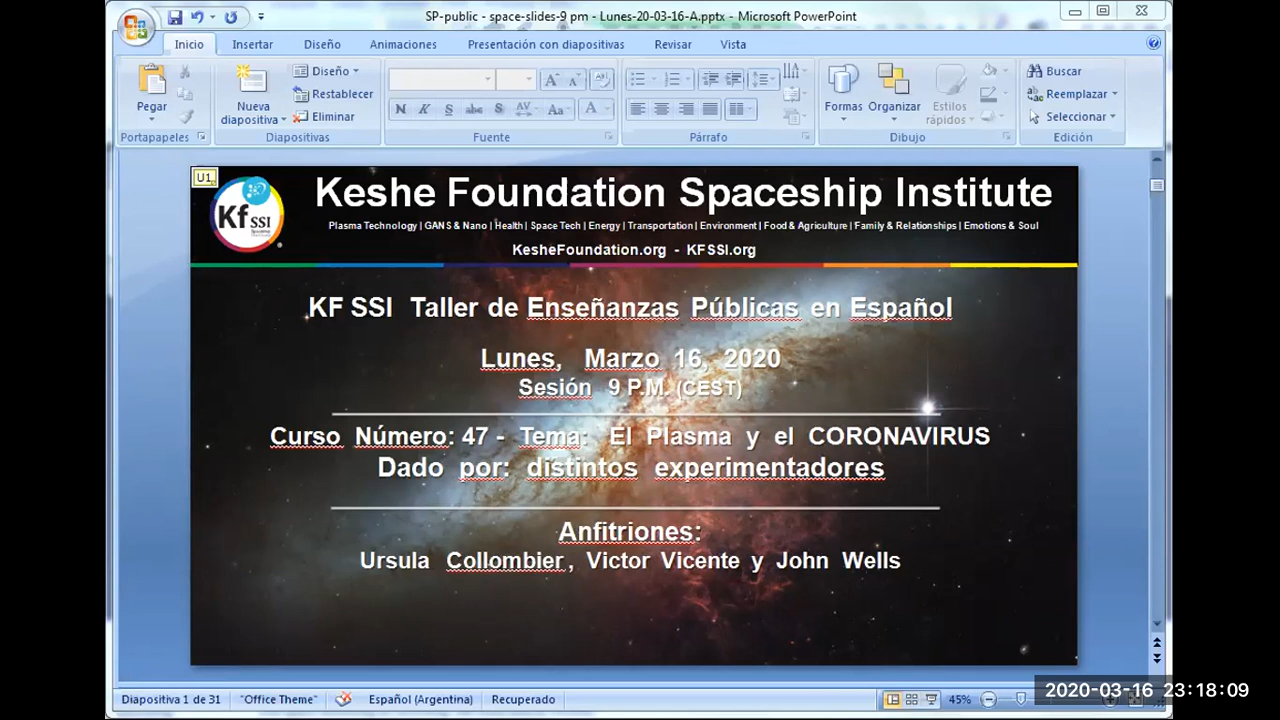 SP-public - space-slides-9 pm - Lunes-20-03-16-A.pptx - Microsoft PowerPoint
Inicio Insertar Diseño Animaciones Presentación con diapositivas Revisar Vista
Pegar
Portapapeles
Nueva diapositiva
Diseño
Restablecer
Eliminar
Diapositivas
N K S abc S AV Aa A
Fuente
Párrafo
Formas
Organizar
Estilos rápidos
Dibujo
Buscar
Reemplazar
Seleccionar
Edición
U1
Kf SSI
Keshe Foundation Spaceship Institute
Plasma Technology | GANS & Nano | Health | Space Tech | Energy | Transportation | Environment | Food & Agriculture | Family & Relationships | Emotions & Soul
KesheFoundation.org - KFSSI.org
KF SSI Taller de Enseñanzas Públicas en Español
Lunes, Marzo 16, 2020
Sesión 9 P.M. (CEST)
Curso Número: 47 - Tema: El Plasma y el CORONAVIRUS
Dado por: distintos experimentadores
Anfitriones:
Ursula Collombier, Victor Vicente y John Wells
Diapositiva 1 de 31 "Office Theme" Español (Argentina) Recuperado 45%
2020-03-16 23:18:09